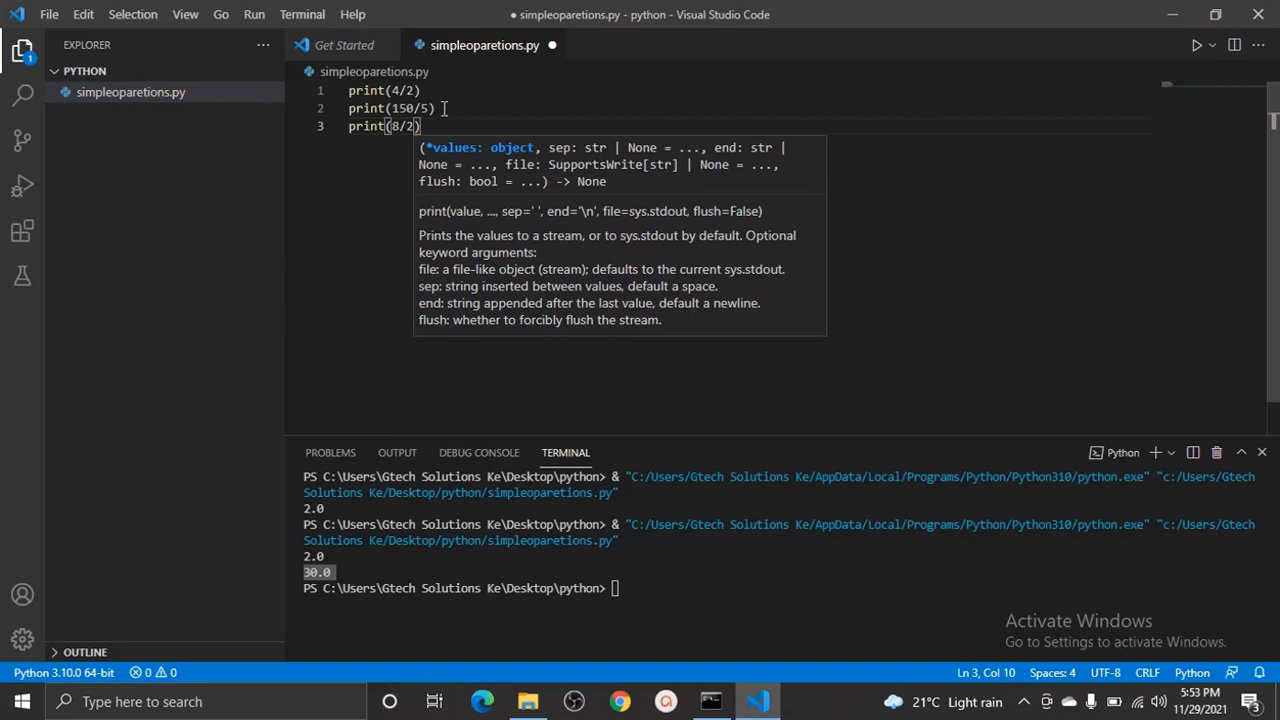 File Edit Selection View Go Run Terminal Help
● simpleoparetions.py - python - Visual Studio Code
EXPLORER
PYTHON
simpleoparetions.py
OUTLINE
Get Started
simpleoparetions.py
simpleoparetions.py
1 print(4/2)
2 print(150/5)
3 print(8/2)
(*values: object, sep: str | None = ..., end: str |
None = ..., file: SupportsWrite[str] | None = ...,
flush: bool = ...) -> None
print(value, ..., sep=' ', end='\n', file=sys.stdout, flush=False)
Prints the values to a stream, or to sys.stdout by default. Optional
keyword arguments:
file: a file-like object (stream); defaults to the current sys.stdout.
sep: string inserted between values, default a space.
end: string appended after the last value, default a newline.
flush: whether to forcibly flush the stream.
PROBLEMS OUTPUT DEBUG CONSOLE TERMINAL
Python
PS C:\Users\Gtech Solutions Ke\Desktop\python> & "C:/Users/Gtech Solutions Ke/AppData/Local/Programs/Python/Python310/python.exe" "c:/Users/Gtech
Solutions Ke/Desktop/python/simpleoparetions.py"
2.0
PS C:\Users\Gtech Solutions Ke\Desktop\python> & "C:/Users/Gtech Solutions Ke/AppData/Local/Programs/Python/Python310/python.exe" "c:/Users/Gtech
Solutions Ke/Desktop/python/simpleoparetions.py"
2.0
30.0
PS C:\Users\Gtech Solutions Ke\Desktop\python>
Activate Windows
Go to Settings to activate Windows.
Python 3.10.0 64-bit 0 0
Ln 3, Col 10 Spaces: 4 UTF-8 CRLF Python
Type here to search
21°C Light rain
5:53 PM
11/29/2021
1
3